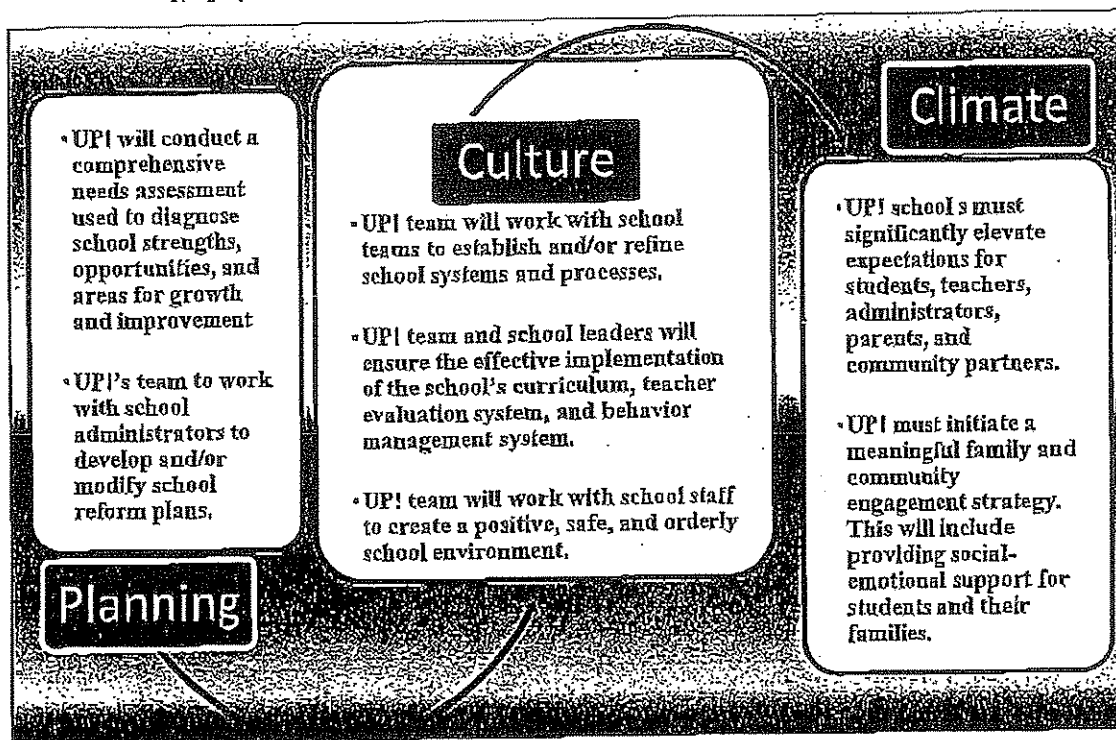 • UP! will conduct a
comprehensive
needs assessment
used to diagnose
school strengths,
opportunities, and
areas for growth
and improvement
• UP!'s team to work
with school
administrators to
develop and/or
modify school
reform plans.
Planning
Culture
• UP! team will work with school
teams to establish and/or refine
school systems and processes.
• UP! team and school leaders will
ensure the effective implementation
of the school's curriculum, teacher
evaluation system, and behavior
management system.
• UP! team will work with school staff
to create a positive, safe, and orderly
school environment.
Climate
• UP! school s must
significantly elevate
expectations for
students, teachers,
administrators,
parents, and
community partners.
• UP! must initiate a
meaningful family and
community
engagement strategy.
This will include
providing social-
emotional support for
students and their
families.